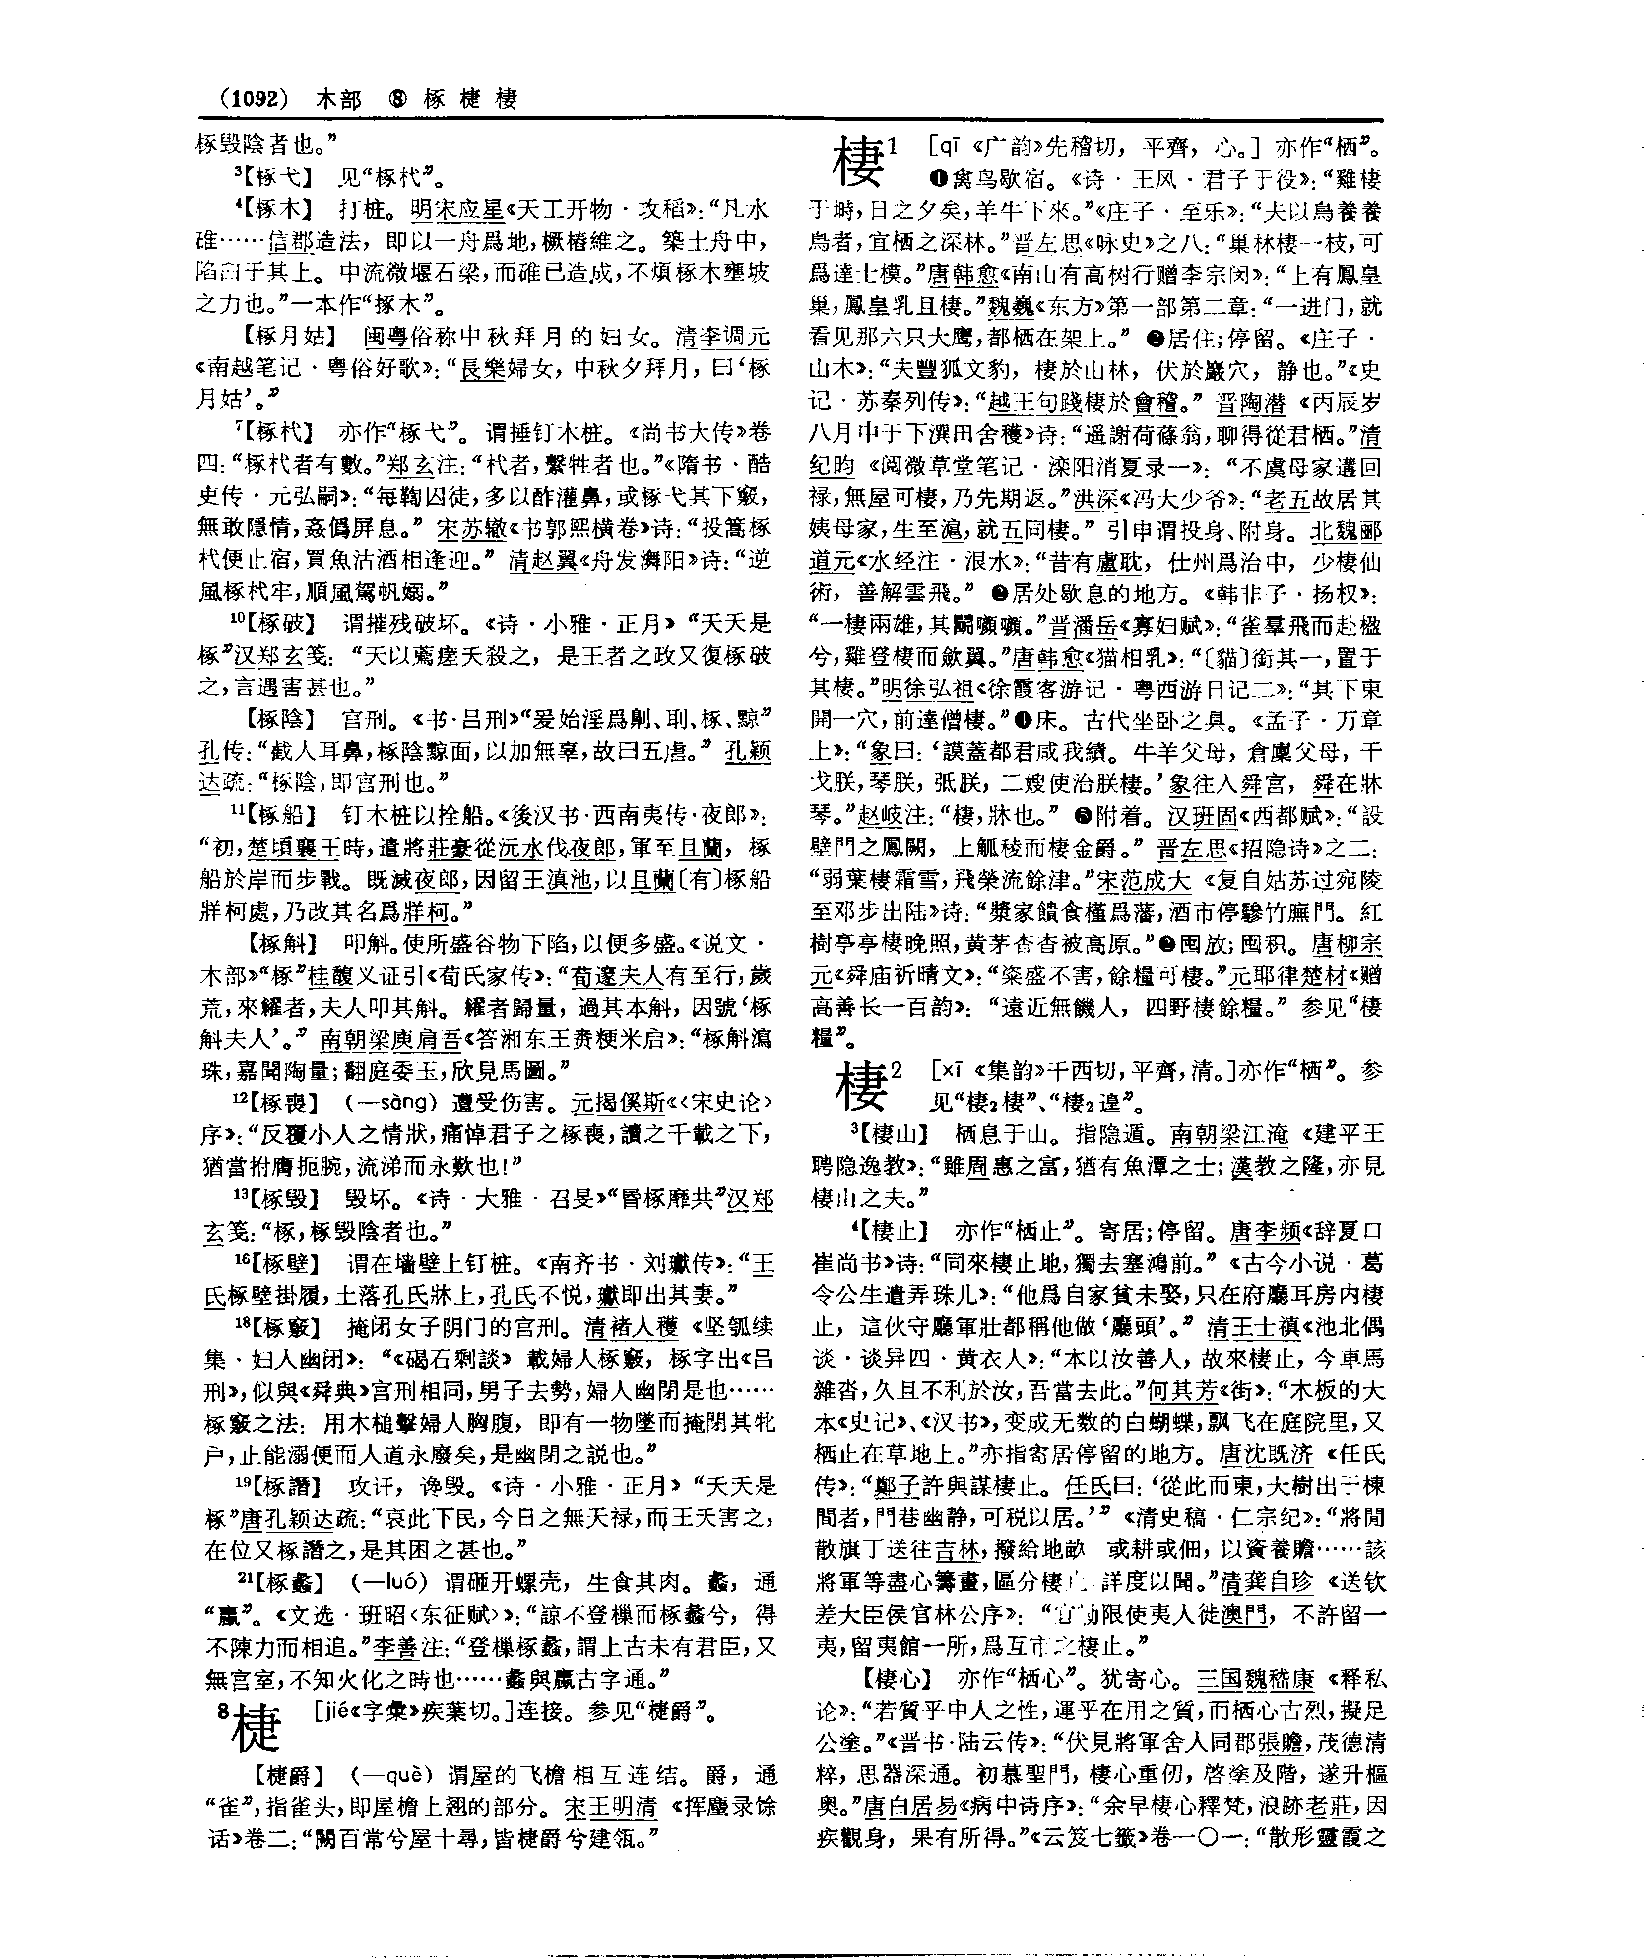 （1092） 木部 ⑧ 椓 㨗 棲
椓毁陰者也。”
³【椓弋】 见“椓杙”。
⁴【椓木】 打桩。明宋应星《天工开物·攻稻》：“凡水
碓……信郡造法，即以一舟爲地，橛樁維之。築土舟中，
陷臼于其上。中流微堰石梁，而碓已造成，不煩椓木壅坡
之力也。”一本作“㧻木”。
【椓月姑】 闽粤俗称中秋拜月的妇女。清李调元
《南越笔记·粤俗好歌》：“長樂婦女，中秋夕拜月，曰‘椓
月姑’。”
⁷【椓杙】 亦作“椓弋”。谓捶钉木桩。《尚书大传》卷
四：“椓杙者有數。”郑玄注：“杙者，繫牲者也。”《隋书·酷
吏传·元弘嗣》：“每鞫囚徒，多以酢灌鼻，或椓弋其下竅，
無敢隱情，姦僞屏息。” 宋苏辙《书郭熙横卷》诗：“投篙椓
杙便止宿，買魚沽酒相逢迎。” 清赵翼《舟发潕阳》诗：“逆
風椓杙牢，順風駕帆嫋。”
¹⁰【椓破】 谓摧残破坏。《诗·小雅·正月》“天夭是
椓”汉郑玄笺：“天以薦瘥夭殺之，是王者之政又復椓破
之，言遇害甚也。”
【椓陰】 宫刑。《书·吕刑》“爰始淫爲劓、刵、椓、黥”
孔传：“截人耳鼻，椓陰黥面，以加無辜，故曰五虐。” 孔颖
达疏：“椓陰，即宫刑也。”
¹¹【椓船】 钉木桩以拴船。《後汉书·西南夷传·夜郎》：
“初，楚頃襄王時，遣將莊豪從沅水伐夜郎，軍至且蘭，椓
船於岸而步戰。既滅夜郎，因留王滇池，以且蘭〔有〕椓船
牂柯處，乃改其名爲牂柯。”
【椓斛】 叩斛。使所盛谷物下陷，以便多盛。《说文·
木部》“椓”桂馥义证引《荀氏家传》：“荀邃夫人有至行，歲
荒，來糴者，夫人叩其斛。糴者歸量，過其本斛，因號‘椓
斛夫人’。” 南朝梁庾肩吾《答湘东王赉粳米启》：“椓斛瀉
珠，嘉聞陶量；翻庭委玉，欣見馬圖。”
¹²【椓喪】 （—sàng） 遭受伤害。元揭傒斯《〈宋史论〉
序》：“反覆小人之情狀，痛悼君子之椓喪，讀之千載之下，
猶當拊膺扼腕，流涕而永歎也！”
¹³【椓毁】 毁坏。《诗·大雅·召旻》“昏椓靡共”汉郑
玄笺：“椓，椓毁陰者也。”
¹⁶【椓壁】 谓在墙壁上钉桩。《南齐书·刘瓛传》：“王
氏椓壁掛履，土落孔氏牀上，孔氏不悦，瓛即出其妻。”
¹⁸【椓竅】 掩闭女子阴门的宫刑。清褚人穫《坚瓠续
集·妇人幽闭》：“《碣石剩談》載婦人椓竅，椓字出《吕
刑》，似與《舜典》宫刑相同，男子去勢，婦人幽閉是也……
椓竅之法：用木槌擊婦人胸腹，即有一物墜而掩閉其牝
户，止能溺便而人道永廢矣，是幽閉之説也。”
¹⁹【椓譖】 攻讦，谗毁。《诗·小雅·正月》“天夭是
椓”唐孔颖达疏：“哀此下民，今日之無天禄，而王夭害之，
在位又椓譖之，是其困之甚也。”
²¹【椓蠡】 （—luó） 谓砸开螺壳，生食其肉。蠡，通
“蠃”。《文选·班昭〈东征赋〉》：“諒不登樔而椓蠡兮，得
不陳力而相追。”李善注：“登樔椓蠡，謂上古未有君臣，又
無宫室，不知火化之時也……蠡與蠃古字通。”
8 㨗 ［jié《字彙》疾葉切。］连接。参见“㨗爵”。
【㨗爵】 （—què） 谓屋的飞檐相互连结。爵，通
“雀”，指雀头，即屋檐上翘的部分。宋王明清《挥麈录馀
话》卷二：“闕百常兮屋十尋，皆㨗爵兮建瓴。”
棲¹ ［qī《广韵》先稽切，平齊，心。］亦作“栖”。
❶禽鸟歇宿。《诗·王风·君子于役》：“雞棲
于塒，日之夕矣，羊牛下來。”《庄子·至乐》：“夫以鳥養養
鳥者，宜栖之深林。”晋左思《咏史》之八：“巢林棲一枝，可
爲達士模。”唐韩愈《南山有高树行赠李宗闵》：“上有鳳皇
巢，鳳皇乳且棲。”魏巍《东方》第一部第二章：“一进门，就
看见那六只大鹰，都栖在架上。” ❷居住；停留。《庄子·
山木》：“夫豐狐文豹，棲於山林，伏於巖穴，静也。”《史
记·苏秦列传》：“越王句踐棲於會稽。” 晋陶潜《丙辰岁
八月中于下潠田舍穫》诗：“遥謝荷蓧翁，聊得從君栖。”清
纪昀《阅微草堂笔记·滦阳消夏录一》：“不虞母家遘回
禄，無屋可棲，乃先期返。”洪深《冯大少爷》：“老五故居其
姨母家，生至滬，就五同棲。” 引申谓投身、附身。北魏郦
道元《水经注·泿水》：“昔有盧耽，仕州爲治中，少棲仙
術，善解雲飛。” ❸居处歇息的地方。《韩非子·扬权》：
“一棲兩雄，其鬭㘖㘖。”晋潘岳《寡妇赋》：“雀羣飛而赴楹
兮，雞登棲而斂翼。”唐韩愈《猫相乳》：“〔貓〕銜其一，置于
其棲。”明徐弘祖《徐霞客游记·粤西游日记二》：“其下東
開一穴，前達僧棲。”❹床。古代坐卧之具。《孟子·万章
上》：“象曰：‘謨蓋都君咸我績。牛羊父母，倉廩父母，干
戈朕，琴朕，弤朕，二嫂使治朕棲。’象往入舜宫，舜在牀
琴。”赵岐注：“棲，牀也。” ❺附着。汉班固《西都赋》：“設
壁門之鳳闕，上觚稜而棲金爵。” 晋左思《招隐诗》之二：
“弱葉棲霜雪，飛榮流餘津。”宋范成大《复自姑苏过宛陵
至邓步出陆》诗：“漿家饋食槿爲藩，酒市停驂竹廡門。紅
樹亭亭棲晚照，黄茅杳杳被高原。”❻囤放；囤积。唐柳宗
元《舜庙祈晴文》：“粢盛不害，餘糧可棲。”元耶律楚材《赠
高善长一百韵》：“遠近無饑人，四野棲餘糧。” 参见“棲
糧”。
棲² ［xī《集韵》千西切，平齊，清。］亦作“栖”。参
见“棲₂棲”、“棲₂遑”。
³【棲山】 栖息于山。指隐遁。南朝梁江淹《建平王
聘隐逸教》：“雖周惠之富，猶有魚潭之士；漢教之隆，亦見
棲山之夫。”
⁴【棲止】 亦作“栖止”。寄居；停留。唐李频《辞夏口
崔尚书》诗：“同來棲止地，獨去塞鴻前。” 《古今小说·葛
令公生遣弄珠儿》：“他爲自家貧未娶，只在府廳耳房内棲
止，這伙守廳軍壯都稱他做‘廳頭’。” 清王士禛《池北偶
谈·谈异四·黄衣人》：“本以汝善人，故來棲止，今車馬
雜沓，久且不利於汝，吾當去此。”何其芳《街》：“木板的大
本《史记》、《汉书》，变成无数的白蝴蝶，飘飞在庭院里，又
栖止在草地上。”亦指寄居停留的地方。唐沈既济《任氏
传》：“鄭子許與謀棲止。任氏曰：‘從此而東，大樹出于棟
間者，門巷幽静，可税以居。’” 《清史稿·仁宗纪》：“將閒
散旗丁送往吉林，撥給地畝 或耕或佃，以資養贍……該
將軍等盡心籌畫，區分棲止 詳度以聞。”清龚自珍《送钦
差大臣侯官林公序》：“宜勒限使夷人徙澳門，不許留一
夷，留夷館一所，爲互市之棲止。”
【棲心】 亦作“栖心”。犹寄心。三国魏嵇康《释私
论》：“若質乎中人之性，運乎在用之質，而栖心古烈，擬足
公塗。”《晋书·陆云传》：“伏見將軍舍人同郡張贍，茂德清
粹，思器深通。初慕聖門，棲心重仞，啓塗及階，遂升樞
奥。”唐白居易《病中诗序》：“余早棲心釋梵，浪跡老莊，因
疾觀身，果有所得。”《云笈七籤》卷一〇一：“散形靈霞之